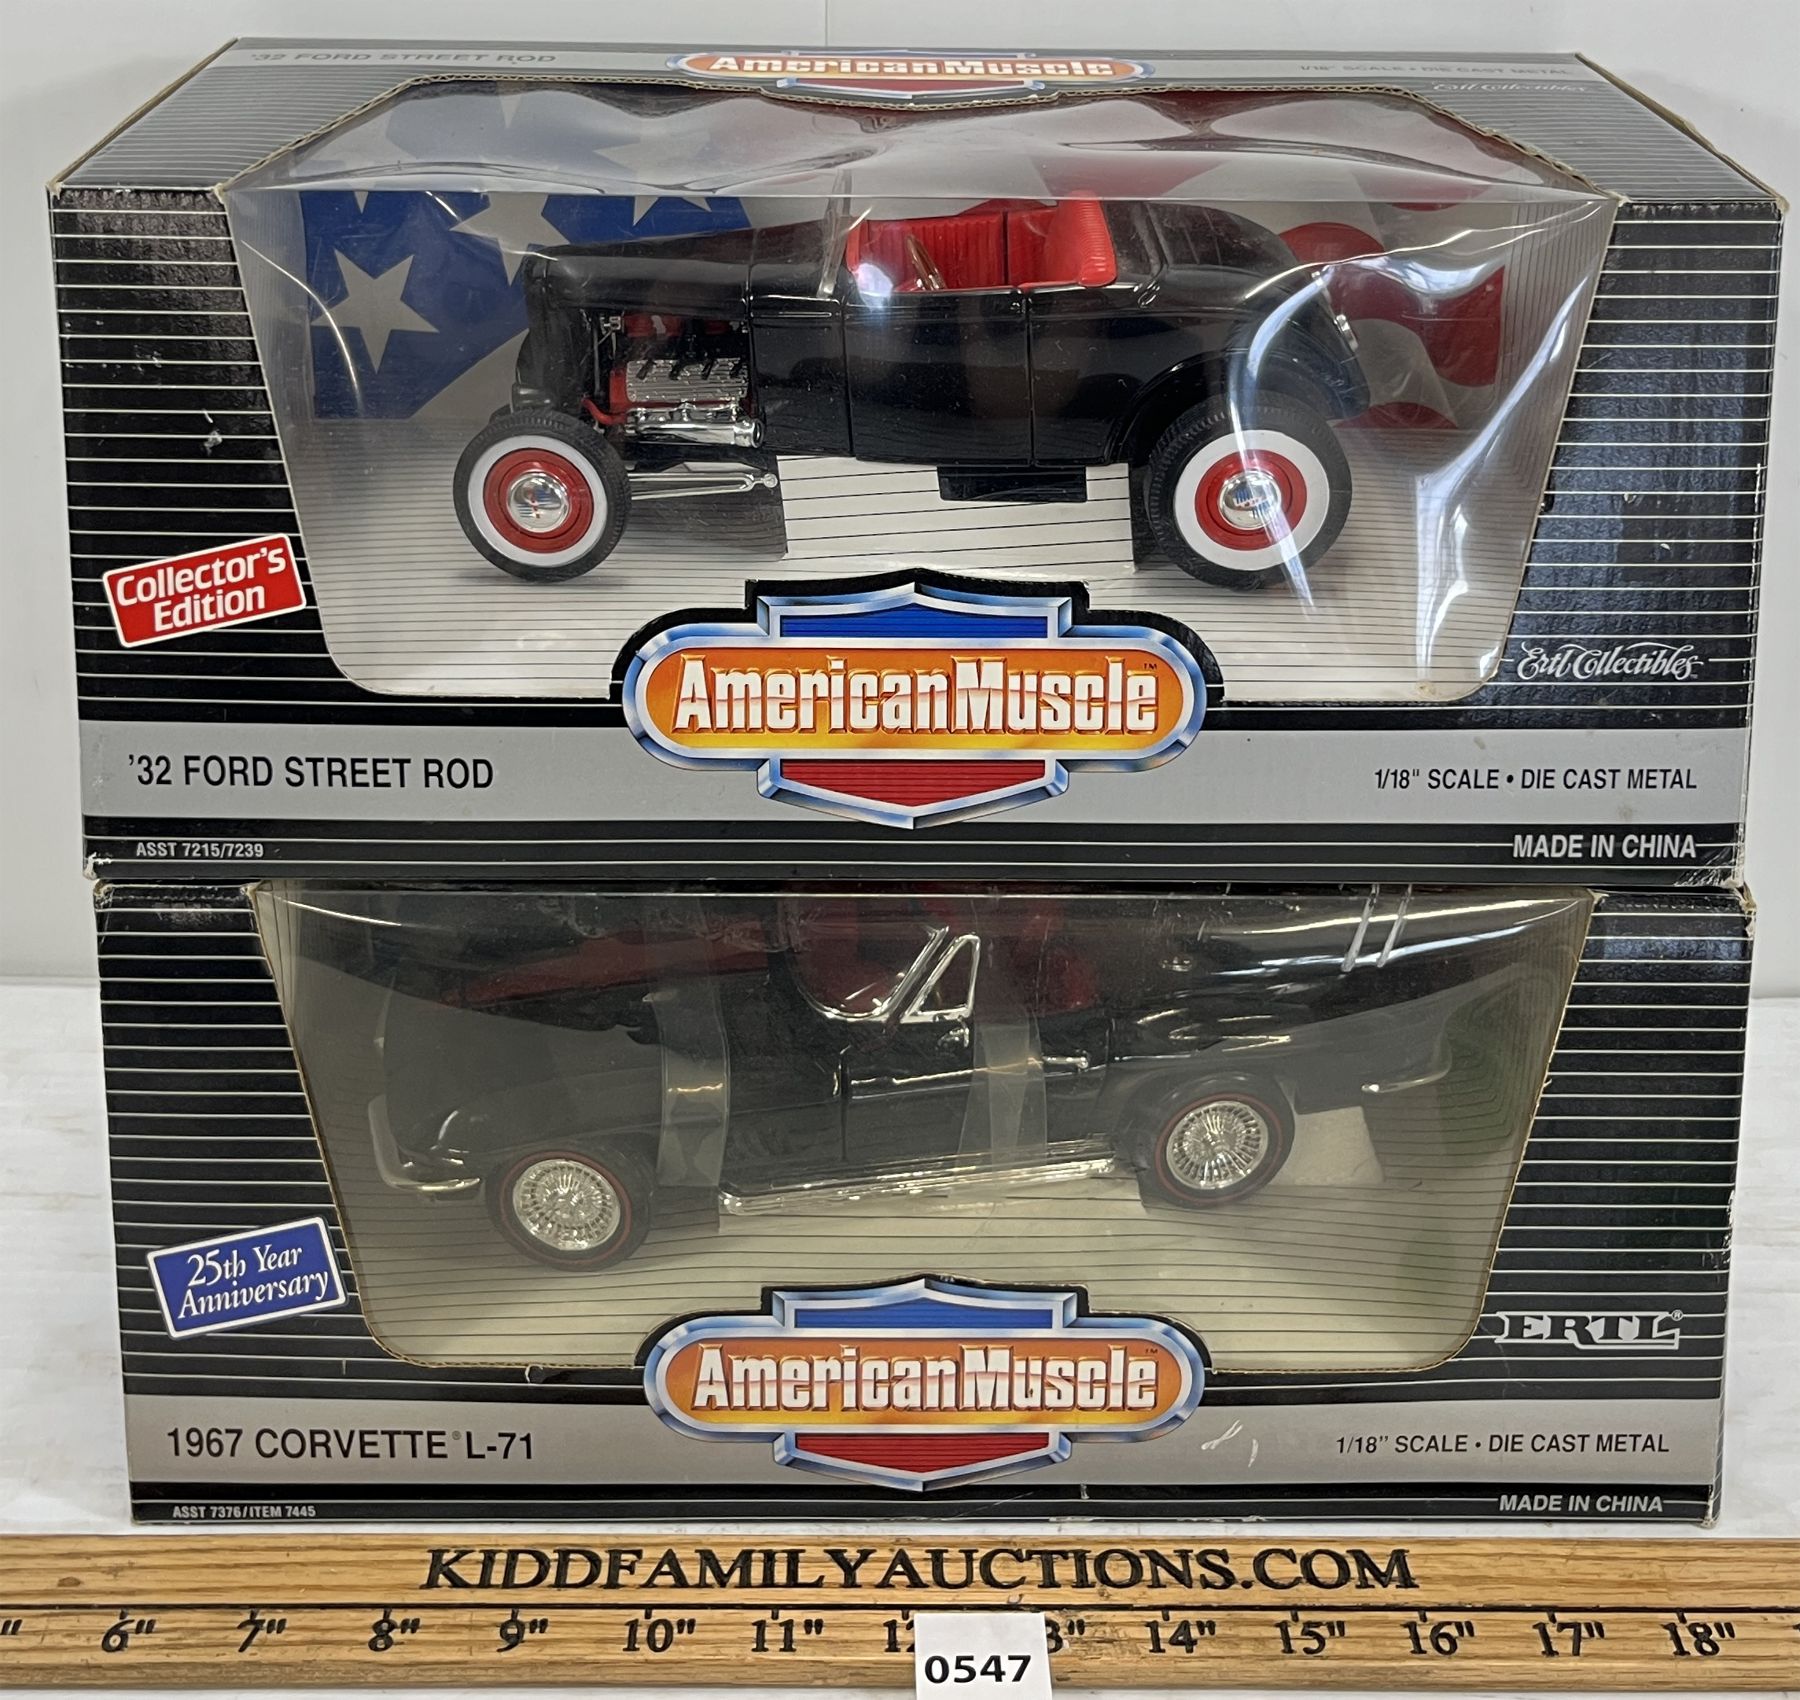 '32 FORD STREET ROD
AmericanMuscle
1/18" SCALE • DIE CAST METAL
Ertl Collectibles
Collector's
Edition
AmericanMuscle™
Ertl Collectibles
'32 FORD STREET ROD
1/18" SCALE • DIE CAST METAL
ASST 7215/7239
MADE IN CHINA
25th Year
Anniversary
ERTL®
AmericanMuscle™
1967 CORVETTE® L-71
1/18" SCALE • DIE CAST METAL
ASST 7376/ITEM 7445
MADE IN CHINA
KIDDFAMILYAUCTIONS.COM
6" 7" 8" 9" 10" 11" 3" 14" 15" 16" 17" 18"
0547